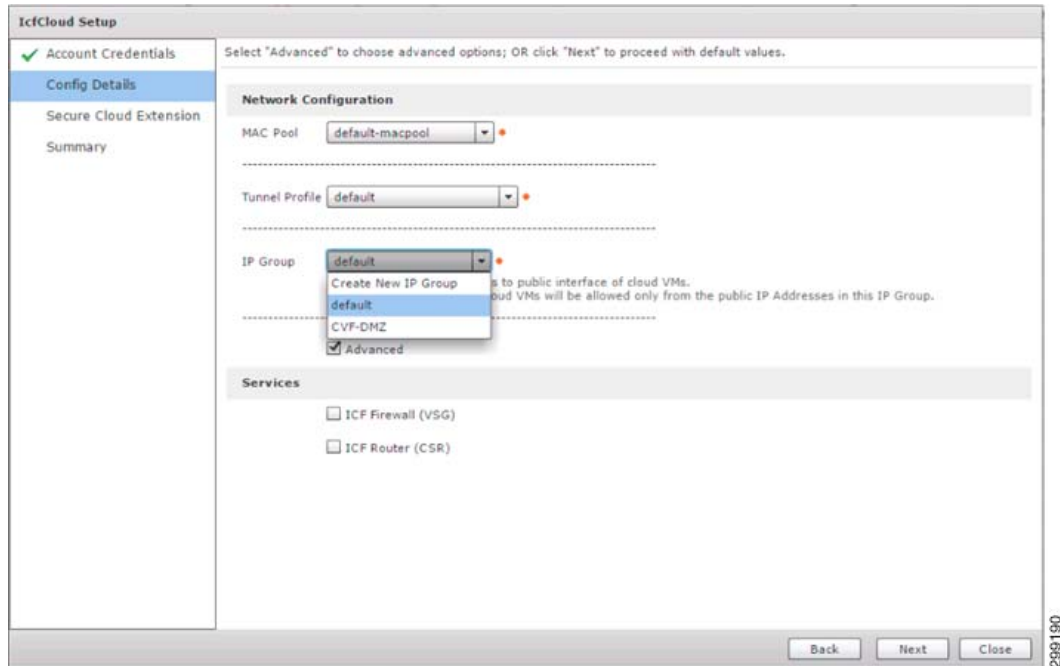 IcfCloud Setup
Account Credentials
Config Details
Secure Cloud Extension
Summary
Select "Advanced" to choose advanced options; OR click "Next" to proceed with default values.
Network Configuration
MAC Pool default-macpool
Tunnel Profile default
IP Group default
Create New IP Group
s to public interface of cloud VMs.
oud VMs will be allowed only from the public IP Addresses in this IP Group.
default
CVF-DMZ
Advanced
Services
ICF Firewall (VSG)
ICF Router (CSR)
Back Next Close
299190